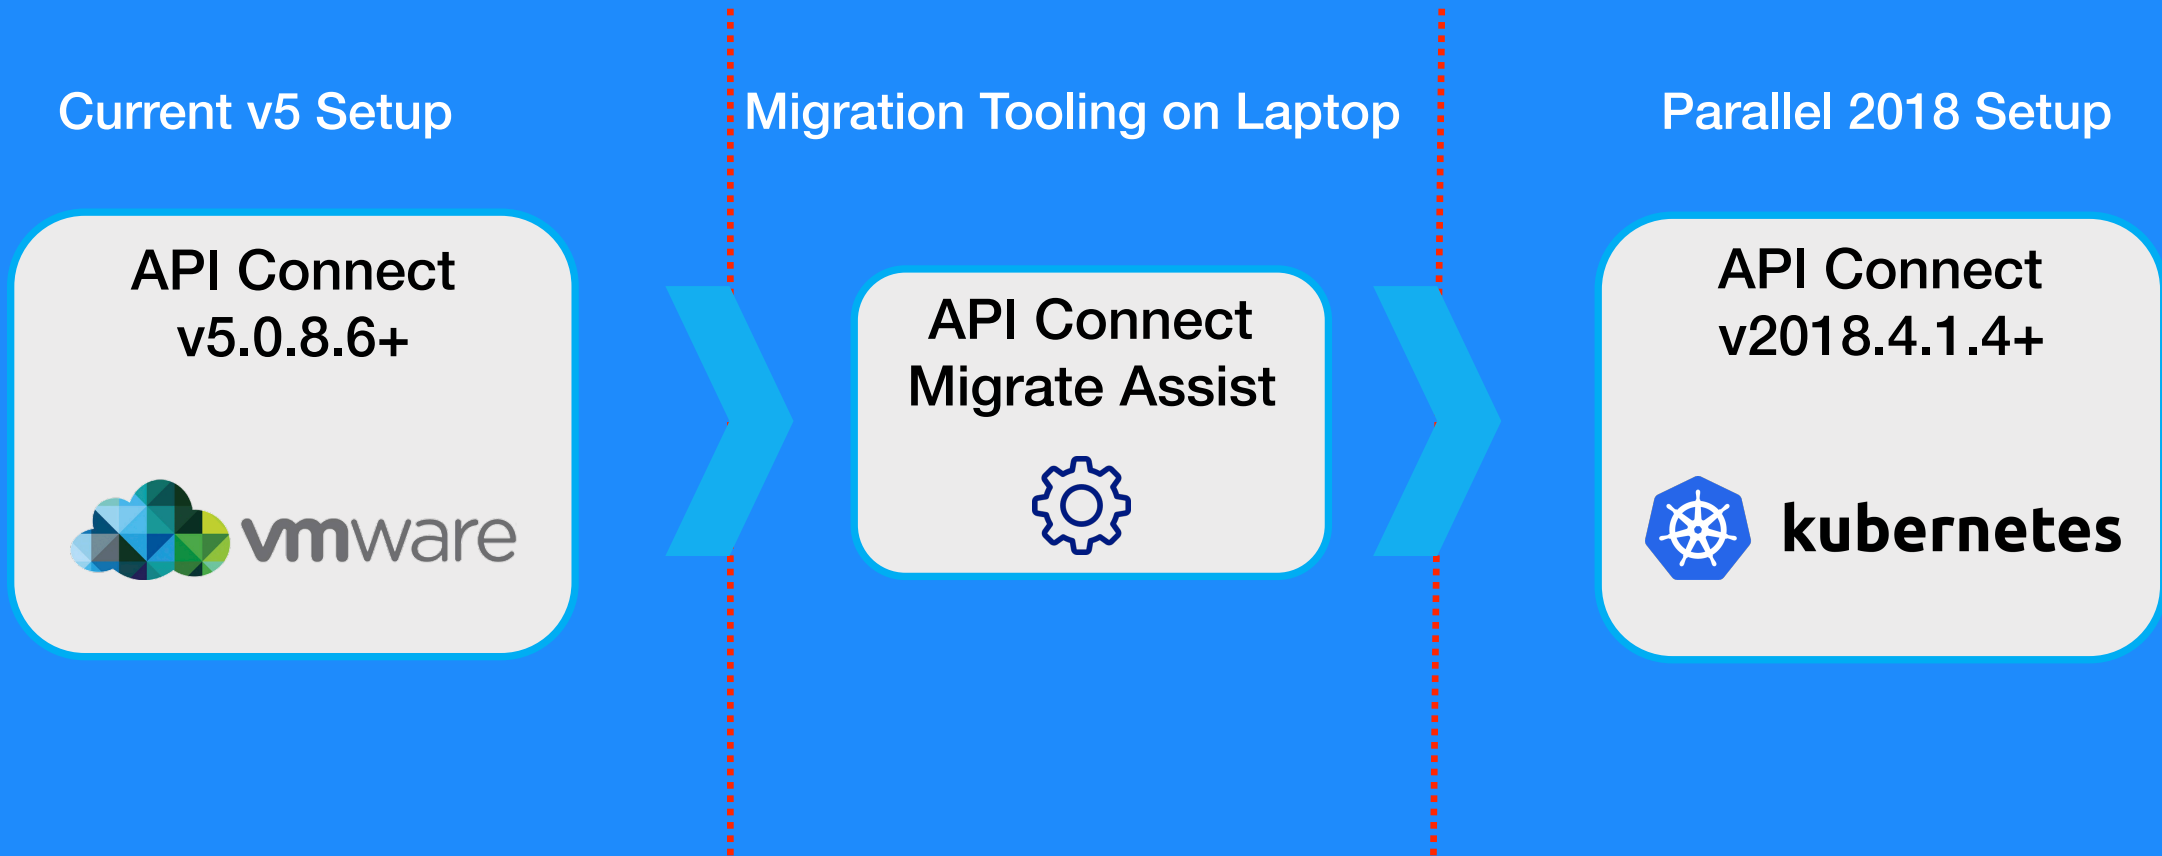 Current v5 Setup
Migration Tooling on Laptop
Parallel 2018 Setup
API Connect
v5.0.8.6+
vmware
API Connect
Migrate Assist
API Connect
v2018.4.1.4+
kubernetes